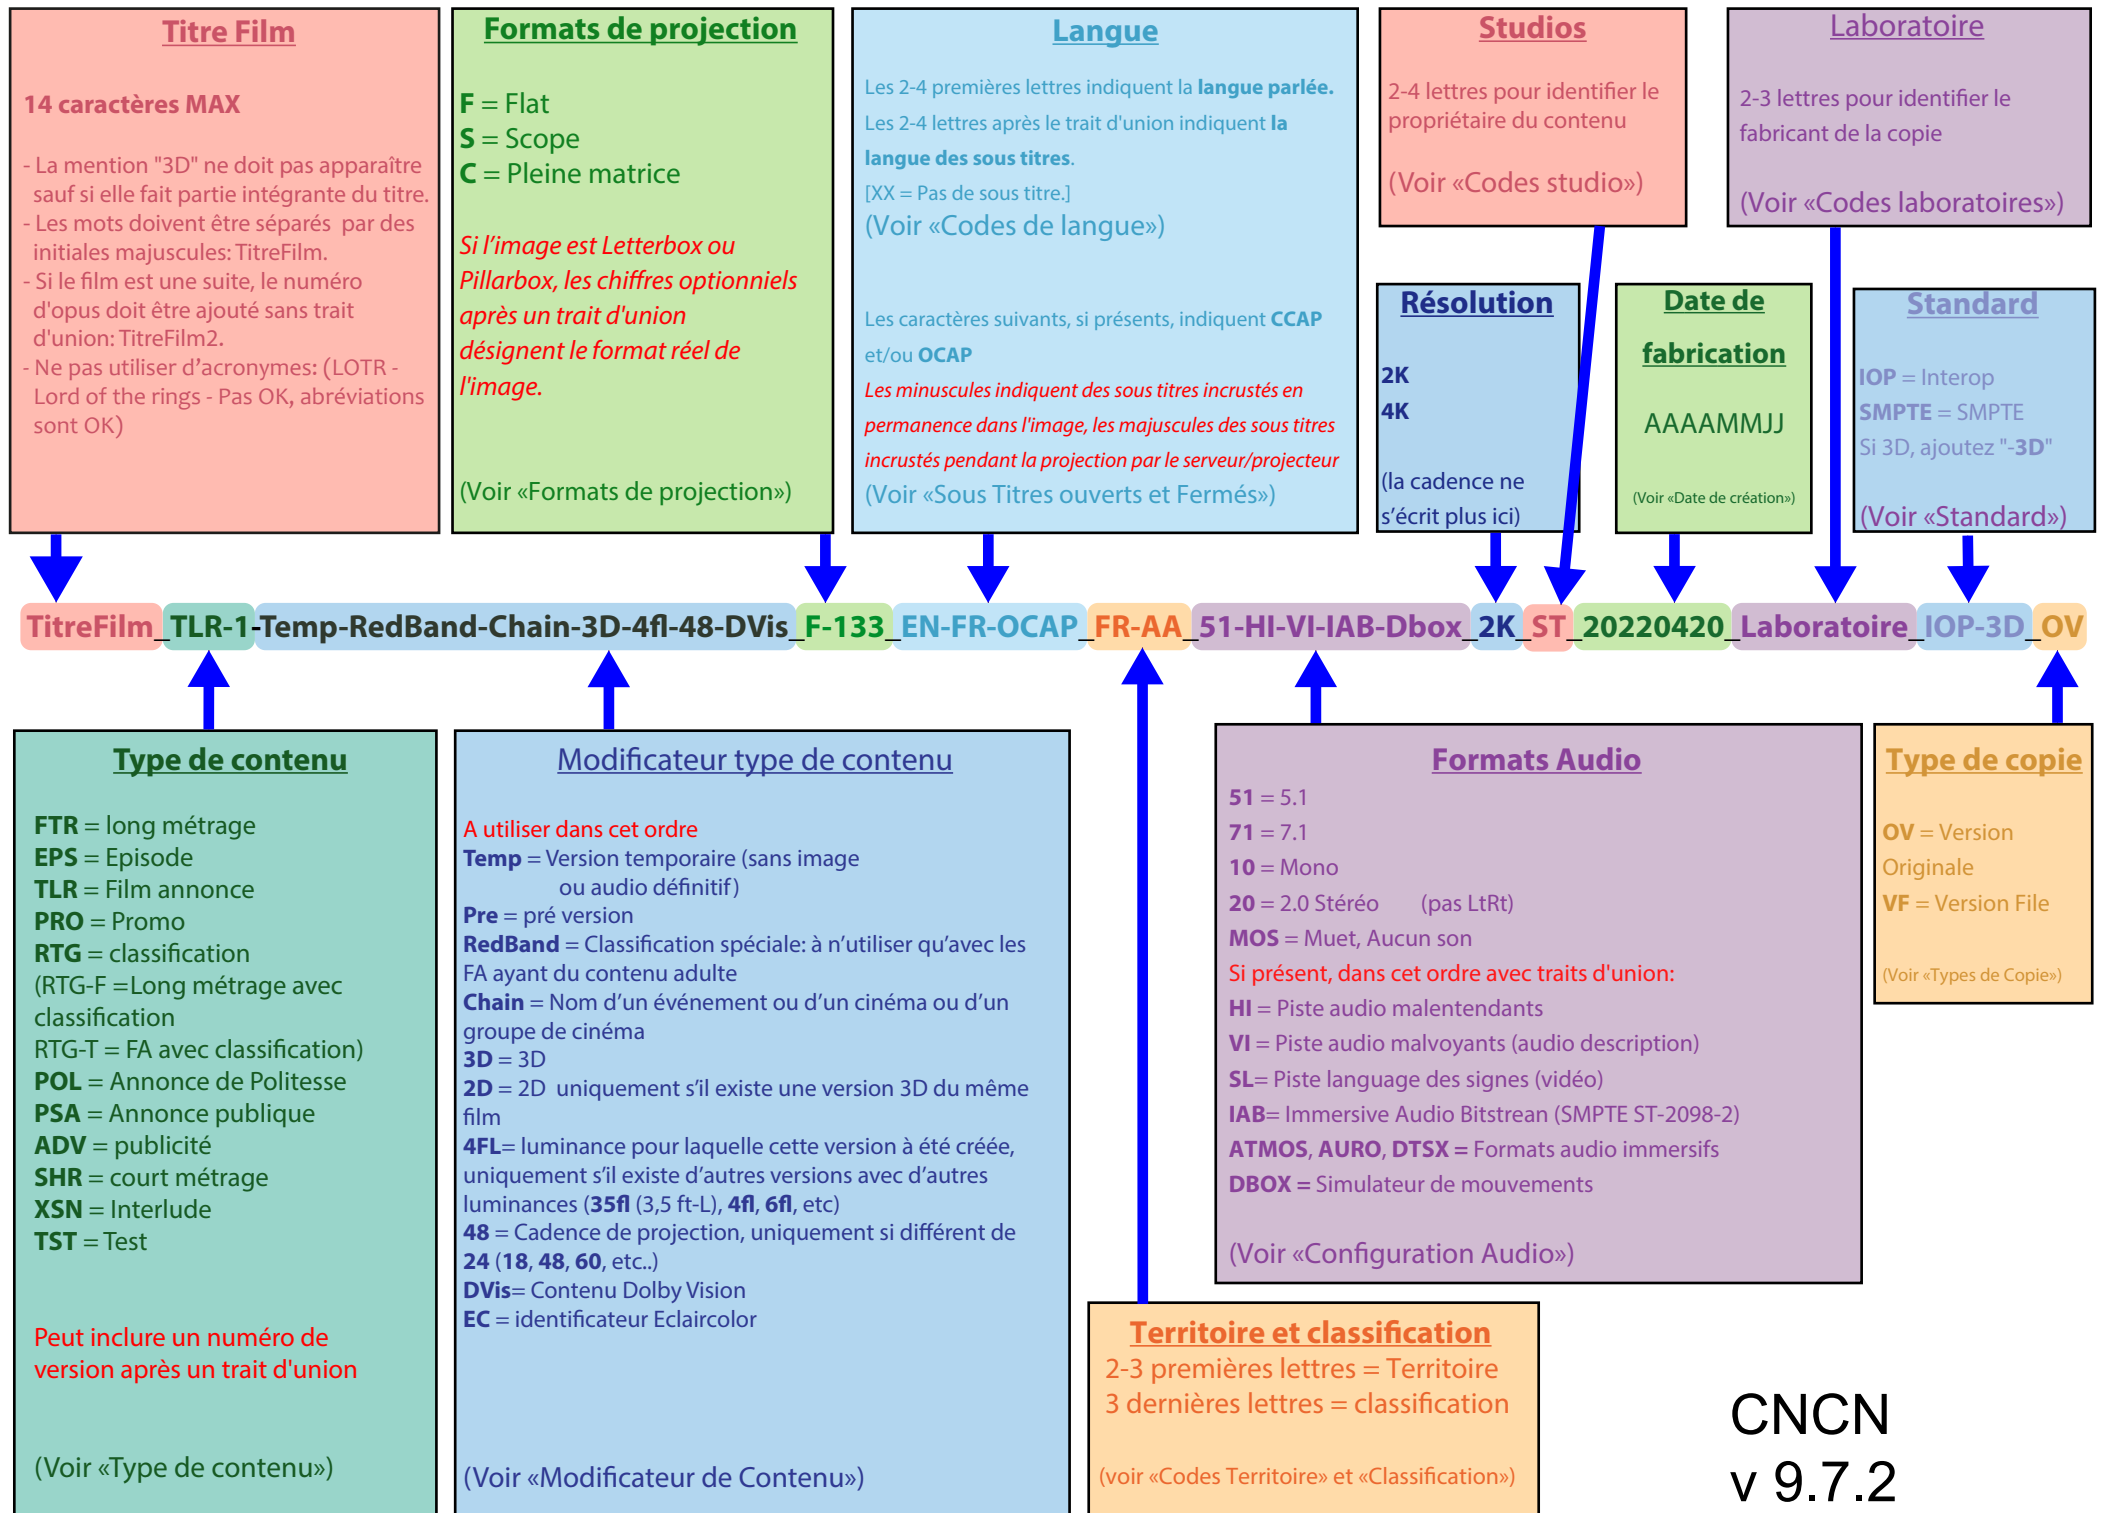 Titre Film
14 caractères MAX
- La mention "3D" ne doit pas apparaître
sauf si elle fait partie intégrante du titre.
- Les mots doivent être séparés  par des
initiales majuscules: TitreFilm.
- Si le film est une suite, le numéro
d'opus doit être ajouté sans trait
d'union: TitreFilm2.
- Ne pas utiliser d’acronymes: (LOTR -
Lord of the rings - Pas OK, abréviations
sont OK)
Formats de projection
F = Flat
S = Scope
C = Pleine matrice
Si l’image est Letterbox ou
Pillarbox, les chiffres optionniels
après un trait d'union
désignent le format réel de
l'image.
(Voir «Formats de projection»)
Langue
Les 2-4 premières lettres indiquent la langue parlée.
Les 2-4 lettres après le trait d'union indiquent la
langue des sous titres.
[XX = Pas de sous titre.]
(Voir «Codes de langue»)
Les caractères suivants, si présents, indiquent CCAP
et/ou OCAP
Les minuscules indiquent des sous titres incrustés en
permanence dans l'image, les majuscules des sous titres
incrustés pendant la projection par le serveur/projecteur
(Voir «Sous Titres ouverts et Fermés»)
Studios
2-4 lettres pour identifier le
propriétaire du contenu
(Voir «Codes studio»)
Laboratoire
2-3 lettres pour identifier le
fabricant de la copie
(Voir «Codes laboratoires»)
Résolution
2K
4K
(la cadence ne
s’écrit plus ici)
Date de
fabrication
AAAAMMJJ
(Voir «Date de création»)
Standard
IOP = Interop
SMPTE = SMPTE
Si 3D, ajoutez "-3D"
(Voir «Standard»)
TitreFilm_TLR-1-Temp-RedBand-Chain-3D-4fl-48-DVis_F-133_EN-FR-OCAP_FR-AA_51-HI-VI-IAB-Dbox_2K_ST_20220420_Laboratoire_IOP-3D_OV
Type de contenu
FTR = long métrage
EPS = Episode
TLR = Film annonce
PRO = Promo
RTG = classification
(RTG-F =Long métrage avec
classification
RTG-T = FA avec classification)
POL = Annonce de Politesse
PSA = Annonce publique
ADV = publicité
SHR = court métrage
XSN = Interlude
TST = Test
Peut inclure un numéro de
version après un trait d'union
(Voir «Type de contenu»)
Modificateur type de contenu
A utiliser dans cet ordre
Temp = Version temporaire (sans image
ou audio définitif)
Pre = pré version
RedBand = Classification spéciale: à n’utiliser qu’avec les
FA ayant du contenu adulte
Chain = Nom d’un événement ou d’un cinéma ou d’un
groupe de cinéma
3D = 3D
2D = 2D  uniquement s’il existe une version 3D du même
film
4FL= luminance pour laquelle cette version à été créée,
uniquement s’il existe d’autres versions avec d’autres
luminances (35fl (3,5 ft-L), 4fl, 6fl, etc)
48 = Cadence de projection, uniquement si différent de
24 (18, 48, 60, etc..)
DVis= Contenu Dolby Vision
EC = identificateur Eclaircolor
(Voir «Modificateur de Contenu»)
Territoire et classification
2-3 premières lettres = Territoire
3 dernières lettres = classification
(voir «Codes Territoire» et «Classification»)
Formats Audio
51 = 5.1
71 = 7.1
10 = Mono
20 = 2.0 Stéréo (pas LtRt)
MOS = Muet, Aucun son
Si présent, dans cet ordre avec traits d'union:
HI = Piste audio malentendants
VI = Piste audio malvoyants (audio description)
SL= Piste language des signes (vidéo)
IAB= Immersive Audio Bitstrean (SMPTE ST-2098-2)
ATMOS, AURO, DTSX = Formats audio immersifs
DBOX = Simulateur de mouvements
(Voir «Configuration Audio»)
Type de copie
OV = Version
Originale
VF = Version File
(Voir «Types de Copie»)
CNCN
v 9.7.2